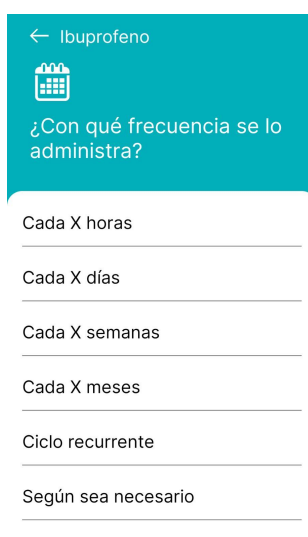 ← Ibuprofeno
¿Con qué frecuencia se lo
administra?
Cada X horas
Cada X días
Cada X semanas
Cada X meses
Ciclo recurrente
Según sea necesario